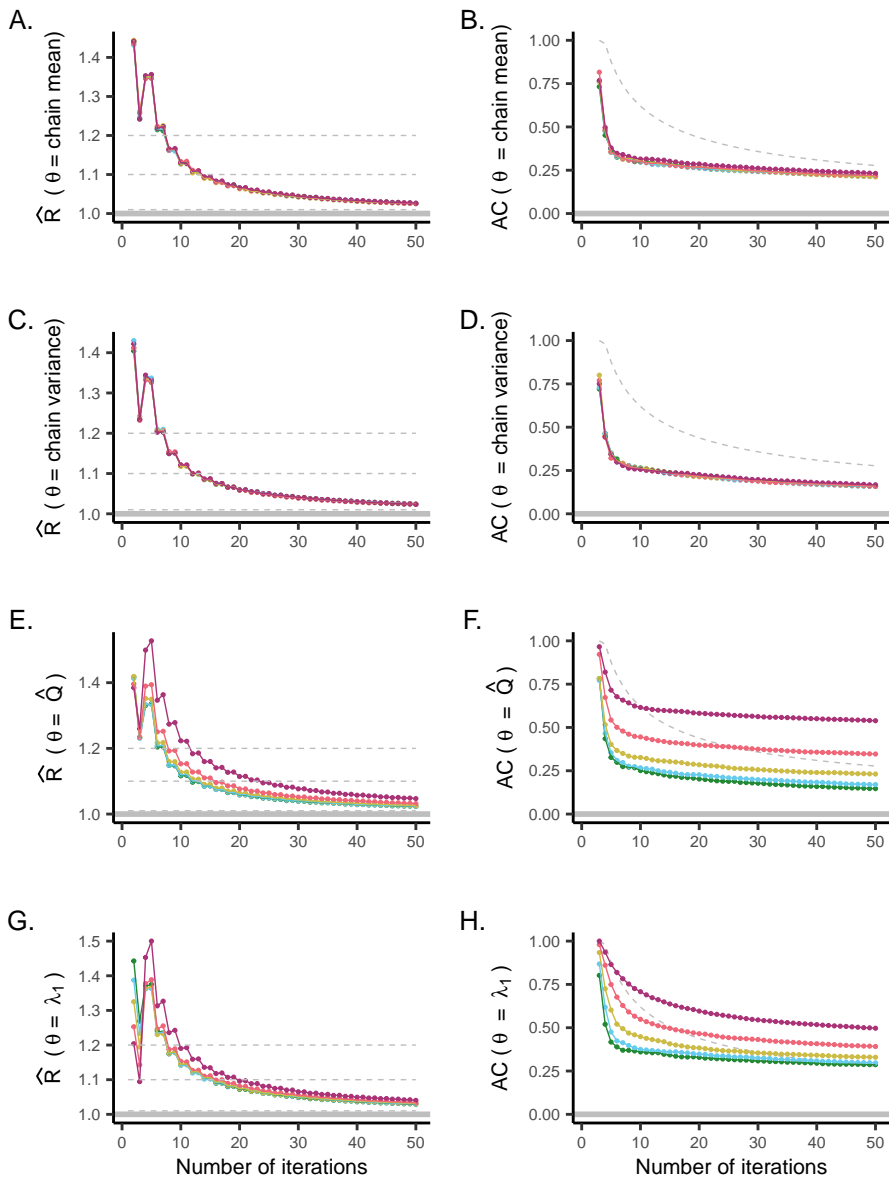 A.
R̂ ( θ = chain mean)
1.4
1.3
1.2
1.1
1.0
0 10 20 30 40 50
B.
AC ( θ = chain mean)
1.00
0.75
0.50
0.25
0.00
0 10 20 30 40 50
C.
R̂ ( θ = chain variance)
1.4
1.3
1.2
1.1
1.0
0 10 20 30 40 50
D.
AC ( θ = chain variance)
1.00
0.75
0.50
0.25
0.00
0 10 20 30 40 50
E.
R̂ ( θ = Q̂ )
1.4
1.2
1.1
1.0
0 10 20 30 40 50
F.
AC ( θ = Q̂ )
1.00
0.75
0.50
0.25
0.00
0 10 20 30 40 50
G.
R̂ ( θ = λ₁)
1.5
1.4
1.3
1.2
1.1
1.0
0 10 20 30 40 50
Number of iterations
H.
AC ( θ = λ₁)
1.00
0.75
0.50
0.25
0.00
0 10 20 30 40 50
Number of iterations